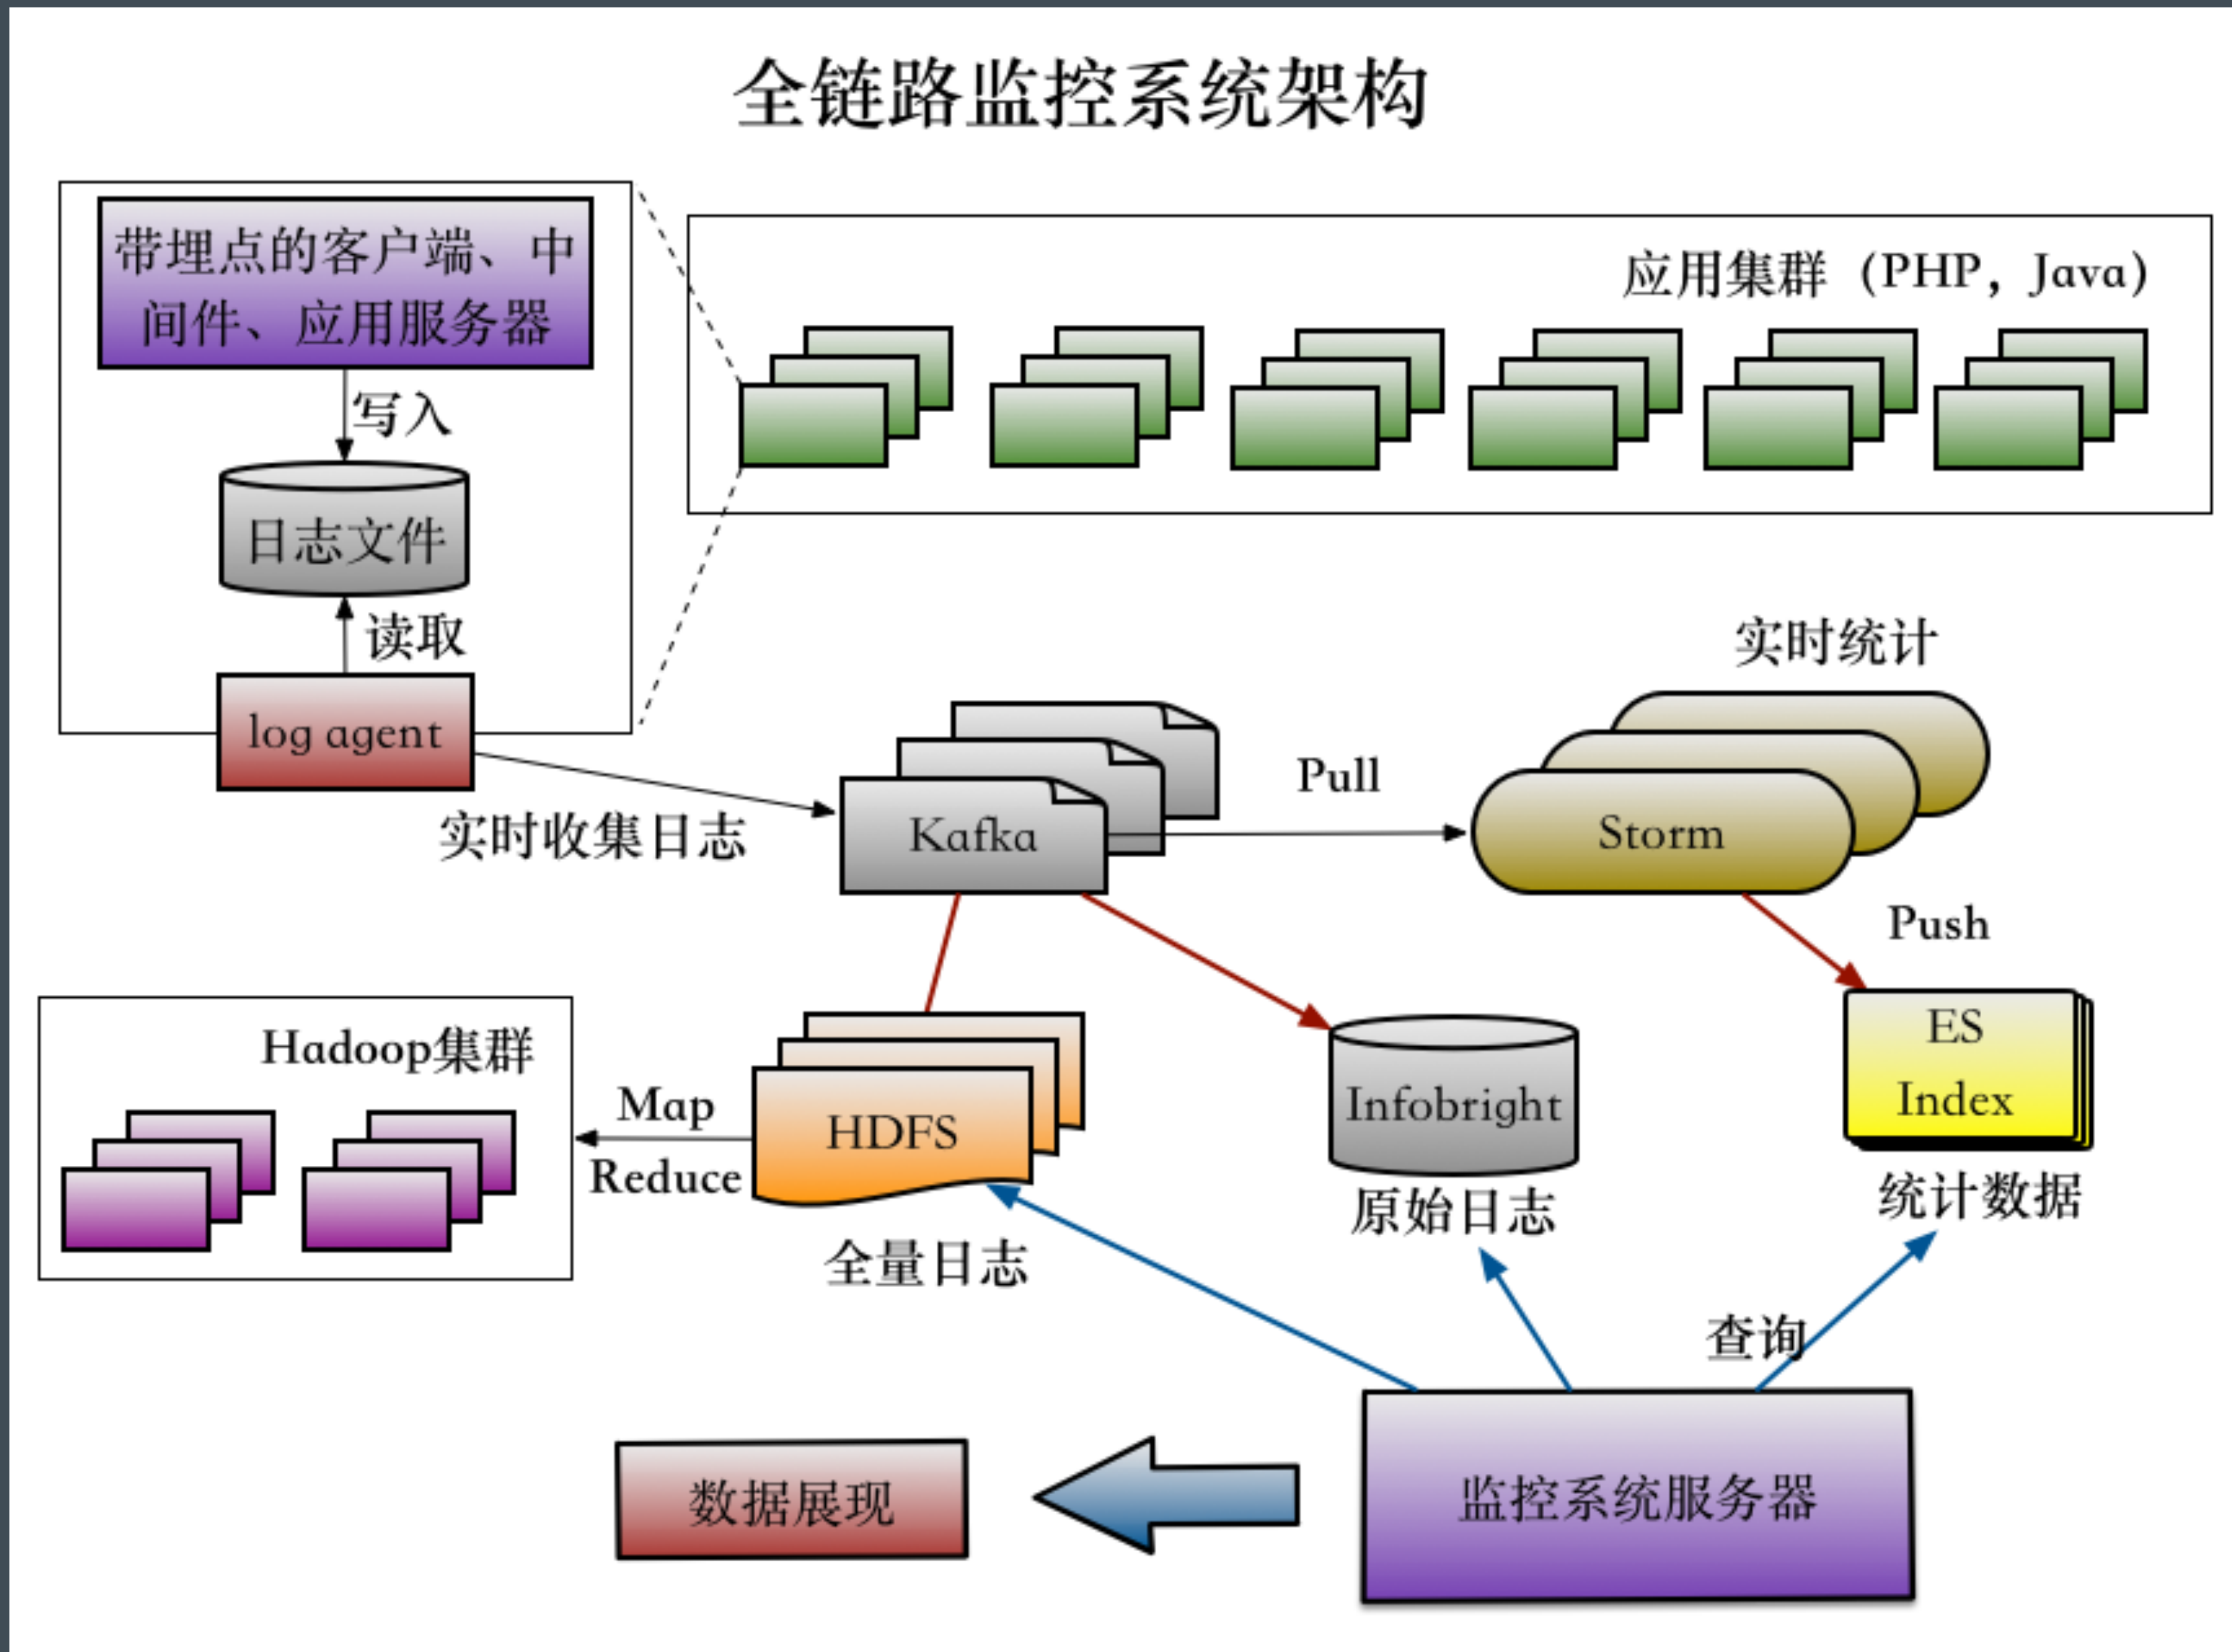 全链路监控系统架构
带埋点的客户端、中
间件、应用服务器
写入
日志文件
读取
log agent
应用集群（PHP，Java）
实时收集日志
Kafka
Pull
实时统计
Storm
Push
Hadoop集群
Map
Reduce
HDFS
全量日志
Infobright
原始日志
ES
Index
统计数据
查询
监控系统服务器
数据展现